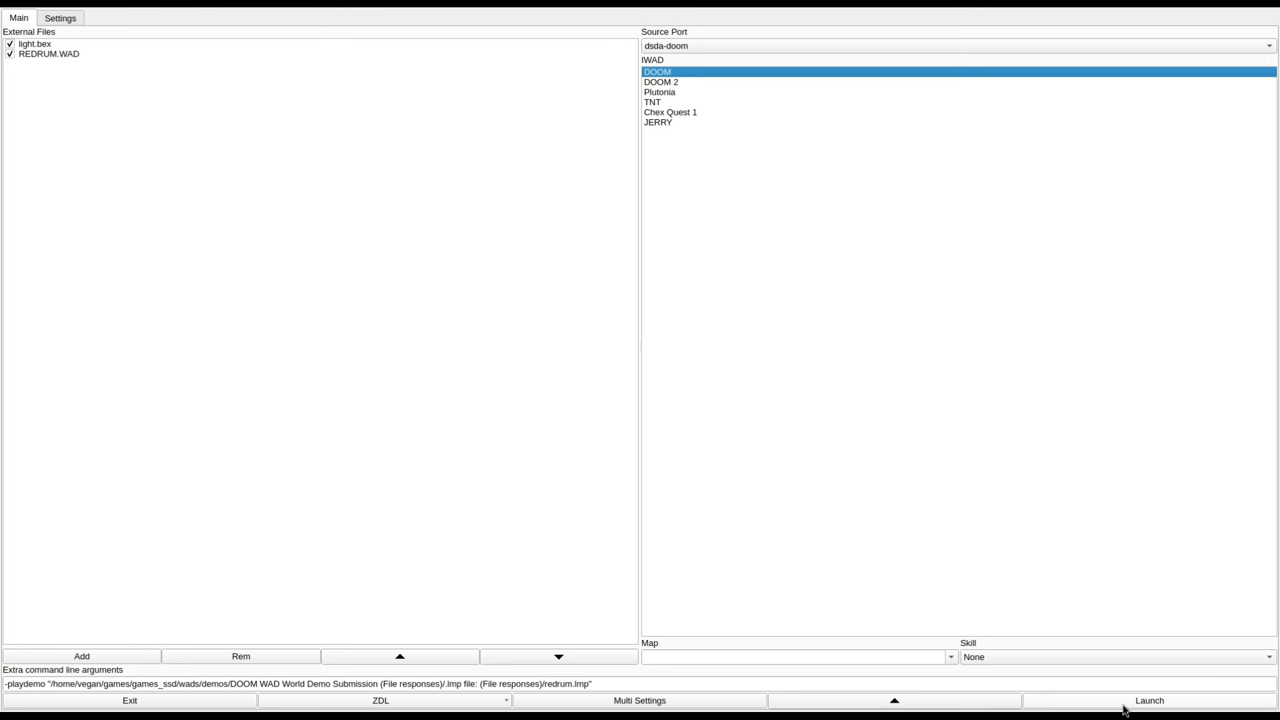 Main Settings
External Files
light.bex
REDRUM.WAD
Source Port
dsda-doom
IWAD
DOOM
DOOM 2
Plutonia
TNT
Chex Quest 1
JERRY
Map Skill
None
Add Rem
Extra command line arguments
-playdemo "/home/vegan/games/games_ssd/wads/demos/DOOM WAD World Demo Submission (File responses)/.lmp file: (File responses)/redrum.lmp"
Exit ZDL Multi Settings Launch